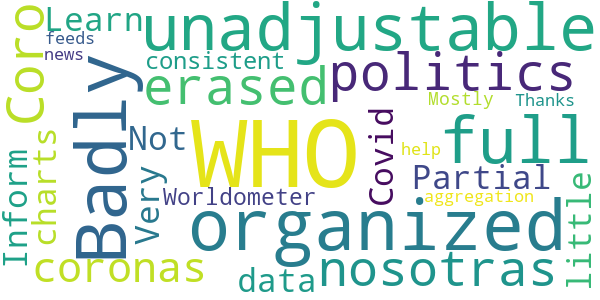 Learn
unadjustable
feeds
news
Coro
consistent
erased
politics
Badly
Not
WHO
Covid
Mostly
Thanks
full
help
Inform
charts
Very
Worldometer
Partial
aggregation
organized
little
coronas
data
nosotras